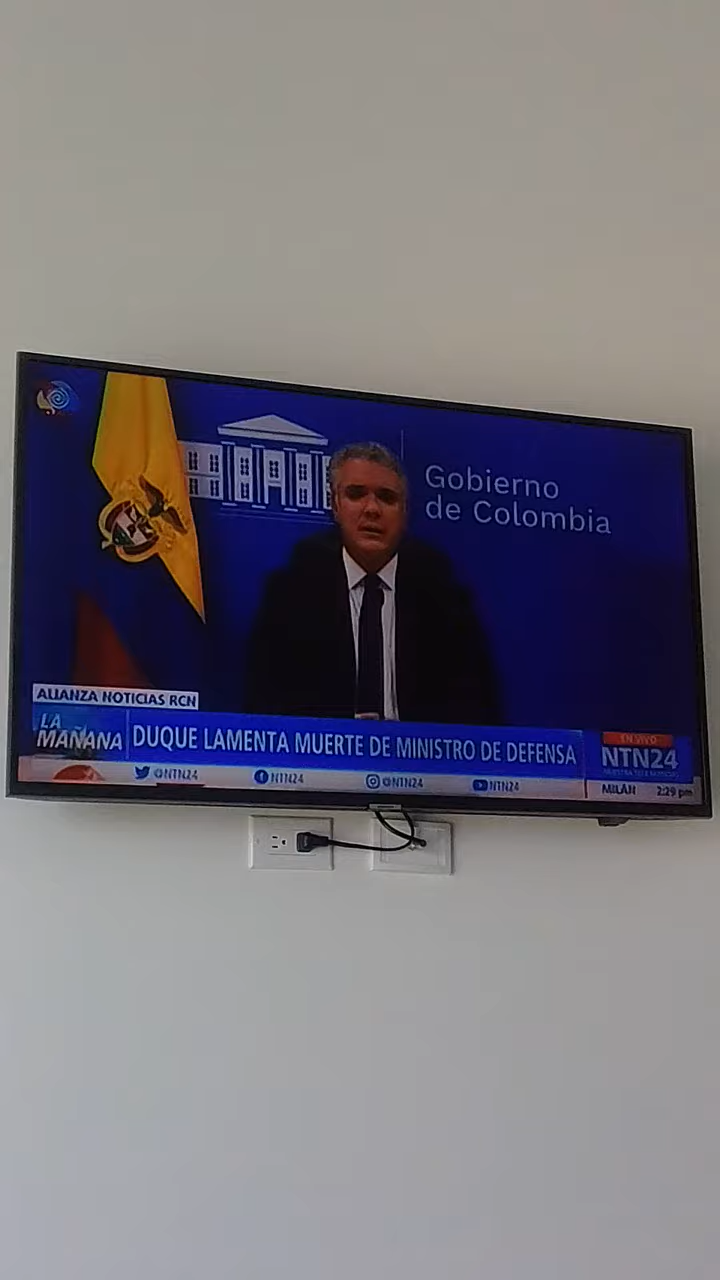 Gobierno
de Colombia
ALIANZA NOTICIAS RCN
LA
MAÑANA
DUQUE LAMENTA MUERTE DE MINISTRO DE DEFENSA
EN VIVO
NTN24
@NTN24
NTN24
@NTN24
NTN24
MILÁN 2:29 pm